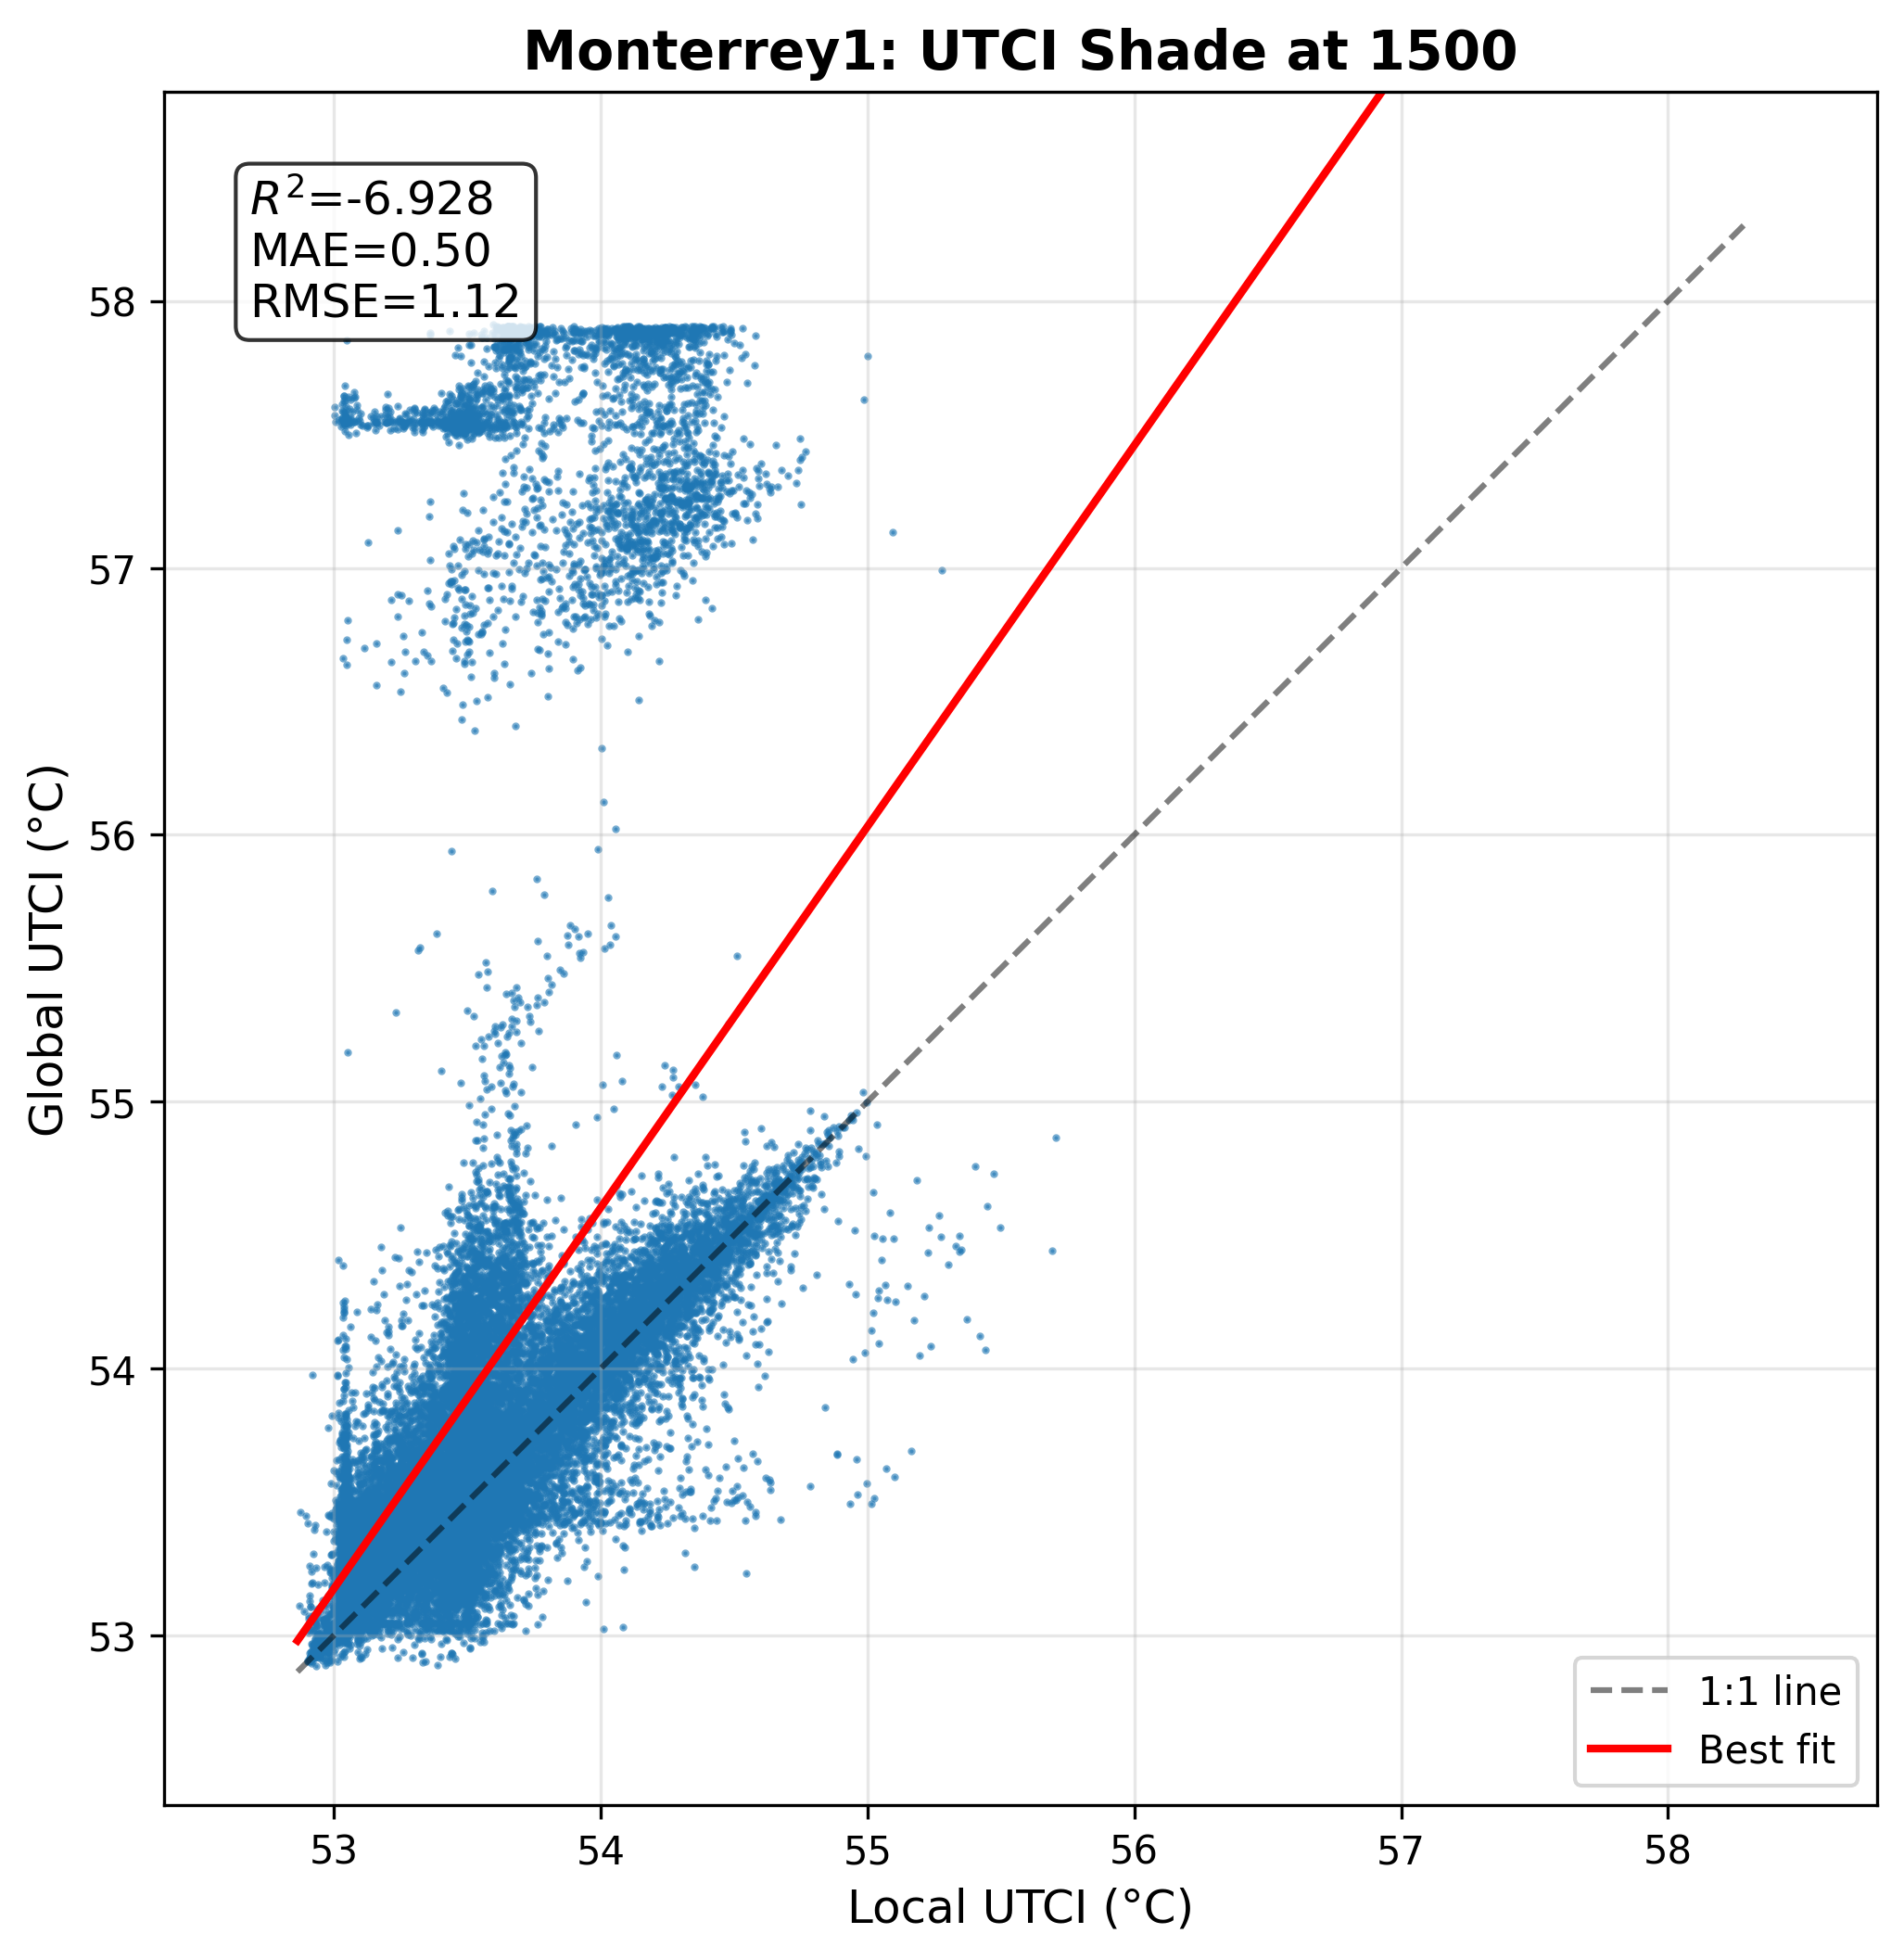 Monterrey1: UTCI Shade at 1500
R²=-6.928
MAE=0.50
RMSE=1.12
Global UTCI (°C)
58
57
56
55
54
53
53 54 55 56 57 58
Local UTCI (°C)
1:1 line
Best fit